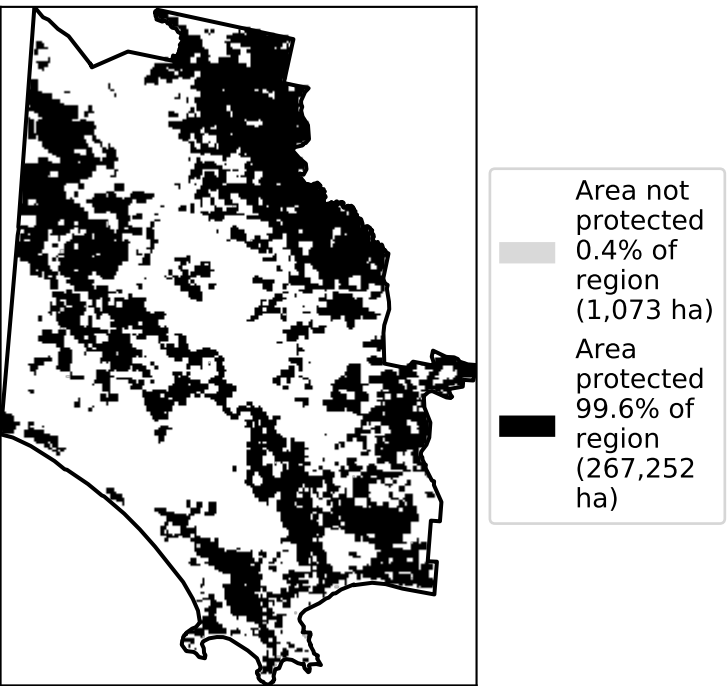 Area not
protected
0.4% of
region
(1,073 ha)
Area
protected
99.6% of
region
(267,252
ha)